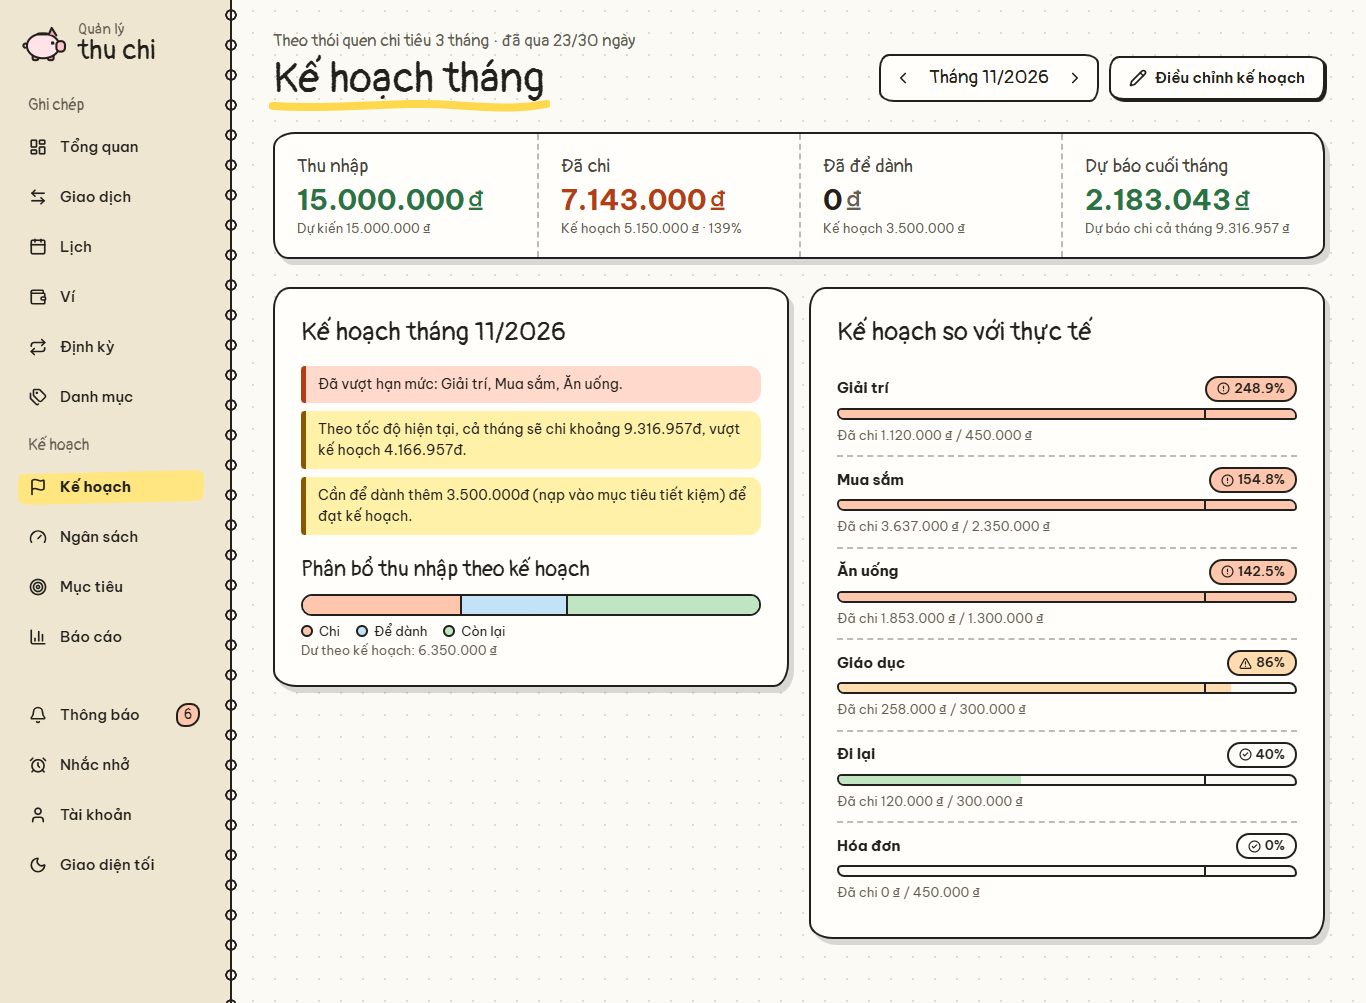 Quản lý
thu chi
Ghi chép
Tổng quan
Giao dịch
Lịch
Ví
Định kỳ
Danh mục
Kế hoạch
Kế hoạch
Ngân sách
Mục tiêu
Báo cáo
Thông báo 6
Nhắc nhở
Tài khoản
Giao diện tối
Theo thói quen chi tiêu 3 tháng · đã qua 23/30 ngày
Kế hoạch tháng
Tháng 11/2026
Điều chỉnh kế hoạch
Thu nhập
15.000.000 ₫
Dự kiến 15.000.000 ₫
Đã chi
7.143.000 ₫
Kế hoạch 5.150.000 ₫ · 139%
Đã để dành
0 ₫
Kế hoạch 3.500.000 ₫
Dự báo cuối tháng
2.183.043 ₫
Dự báo chi cả tháng 9.316.957 ₫
Kế hoạch tháng 11/2026
Đã vượt hạn mức: Giải trí, Mua sắm, Ăn uống.
Theo tốc độ hiện tại, cả tháng sẽ chi khoảng 9.316.957đ, vượt
kế hoạch 4.166.957đ.
Cần để dành thêm 3.500.000đ (nạp vào mục tiêu tiết kiệm) để
đạt kế hoạch.
Phân bổ thu nhập theo kế hoạch
Chi Để dành Còn lại
Dư theo kế hoạch: 6.350.000 ₫
Kế hoạch so với thực tế
Giải trí 248.9%
Đã chi 1.120.000 ₫ / 450.000 ₫
Mua sắm 154.8%
Đã chi 3.637.000 ₫ / 2.350.000 ₫
Ăn uống 142.5%
Đã chi 1.853.000 ₫ / 1.300.000 ₫
Giáo dục 86%
Đã chi 258.000 ₫ / 300.000 ₫
Đi lại 40%
Đã chi 120.000 ₫ / 300.000 ₫
Hóa đơn 0%
Đã chi 0 ₫ / 450.000 ₫